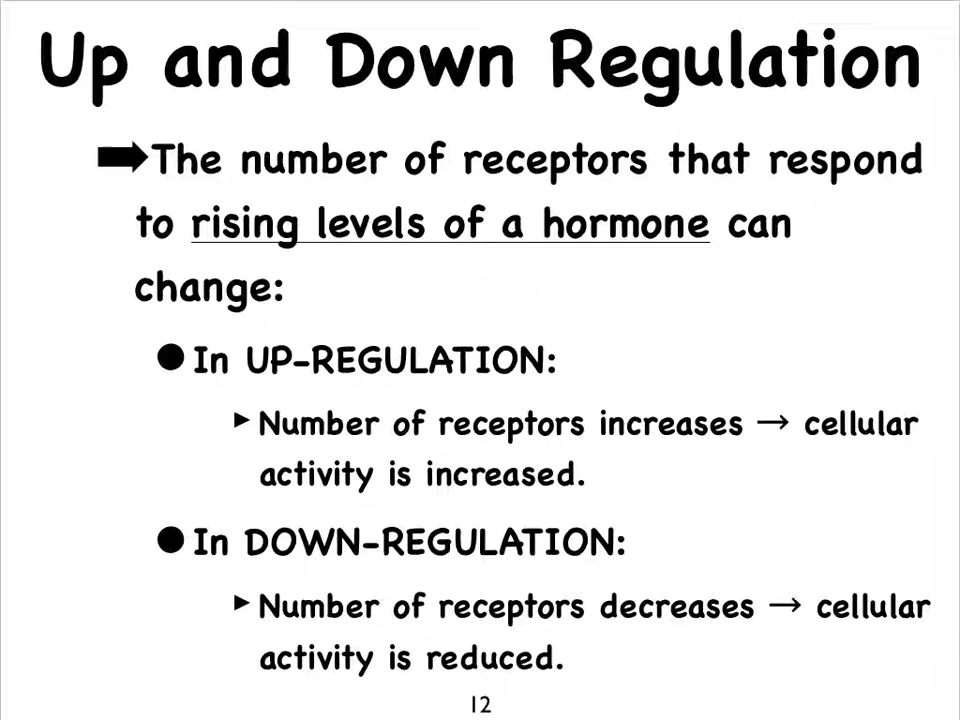 Up and Down Regulation
➡The number of receptors that respond
to rising levels of a hormone can
change:
● In UP-REGULATION:
▸ Number of receptors increases → cellular
activity is increased.
● In DOWN-REGULATION:
▸ Number of receptors decreases → cellular
activity is reduced.
12